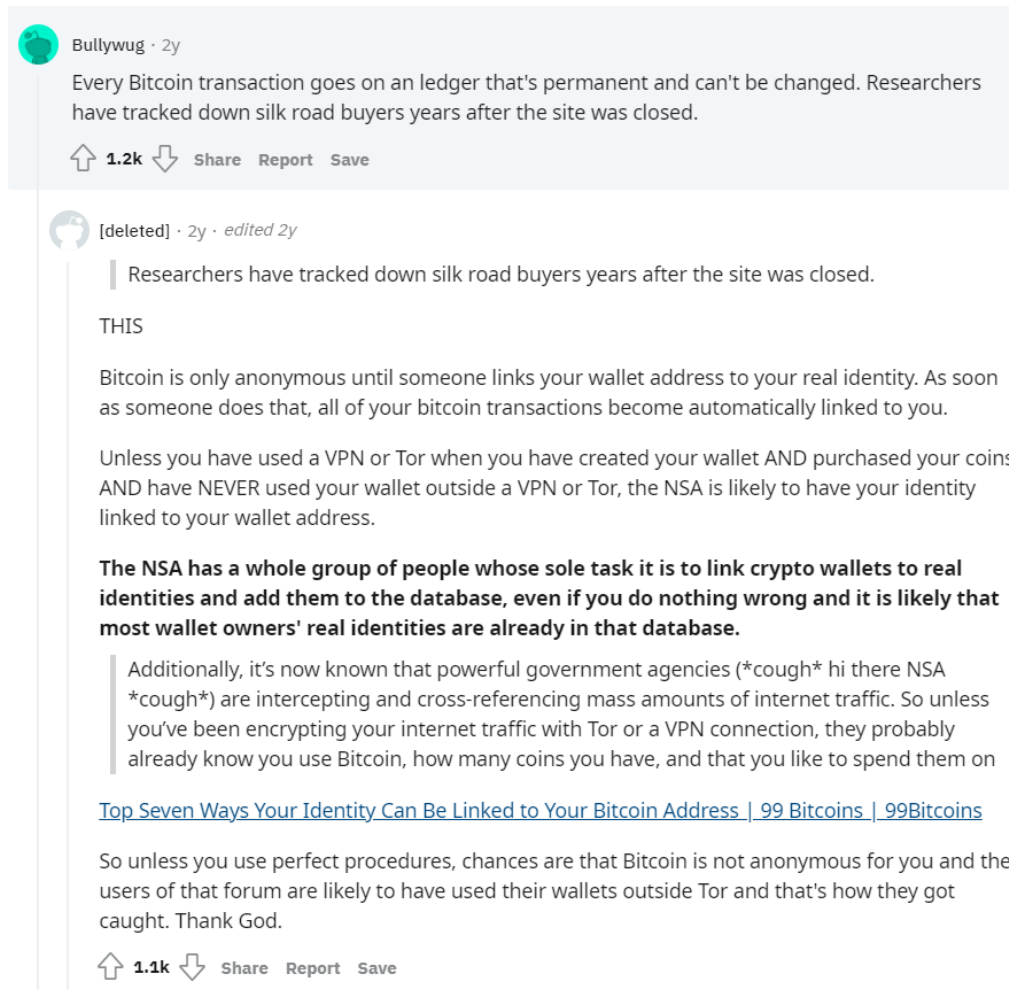 Bullywug · 2y
Every Bitcoin transaction goes on an ledger that's permanent and can't be changed. Researchers
have tracked down silk road buyers years after the site was closed.
1.2k Share Report Save
[deleted] · 2y · edited 2y
Researchers have tracked down silk road buyers years after the site was closed.
THIS
Bitcoin is only anonymous until someone links your wallet address to your real identity. As soon
as someone does that, all of your bitcoin transactions become automatically linked to you.
Unless you have used a VPN or Tor when you have created your wallet AND purchased your coins
AND have NEVER used your wallet outside a VPN or Tor, the NSA is likely to have your identity
linked to your wallet address.
The NSA has a whole group of people whose sole task it is to link crypto wallets to real
identities and add them to the database, even if you do nothing wrong and it is likely that
most wallet owners' real identities are already in that database.
Additionally, it’s now known that powerful government agencies (*cough* hi there NSA
*cough*) are intercepting and cross-referencing mass amounts of internet traffic. So unless
you’ve been encrypting your internet traffic with Tor or a VPN connection, they probably
already know you use Bitcoin, how many coins you have, and that you like to spend them on
Top Seven Ways Your Identity Can Be Linked to Your Bitcoin Address | 99 Bitcoins | 99Bitcoins
So unless you use perfect procedures, chances are that Bitcoin is not anonymous for you and the
users of that forum are likely to have used their wallets outside Tor and that's how they got
caught. Thank God.
1.1k Share Report Save